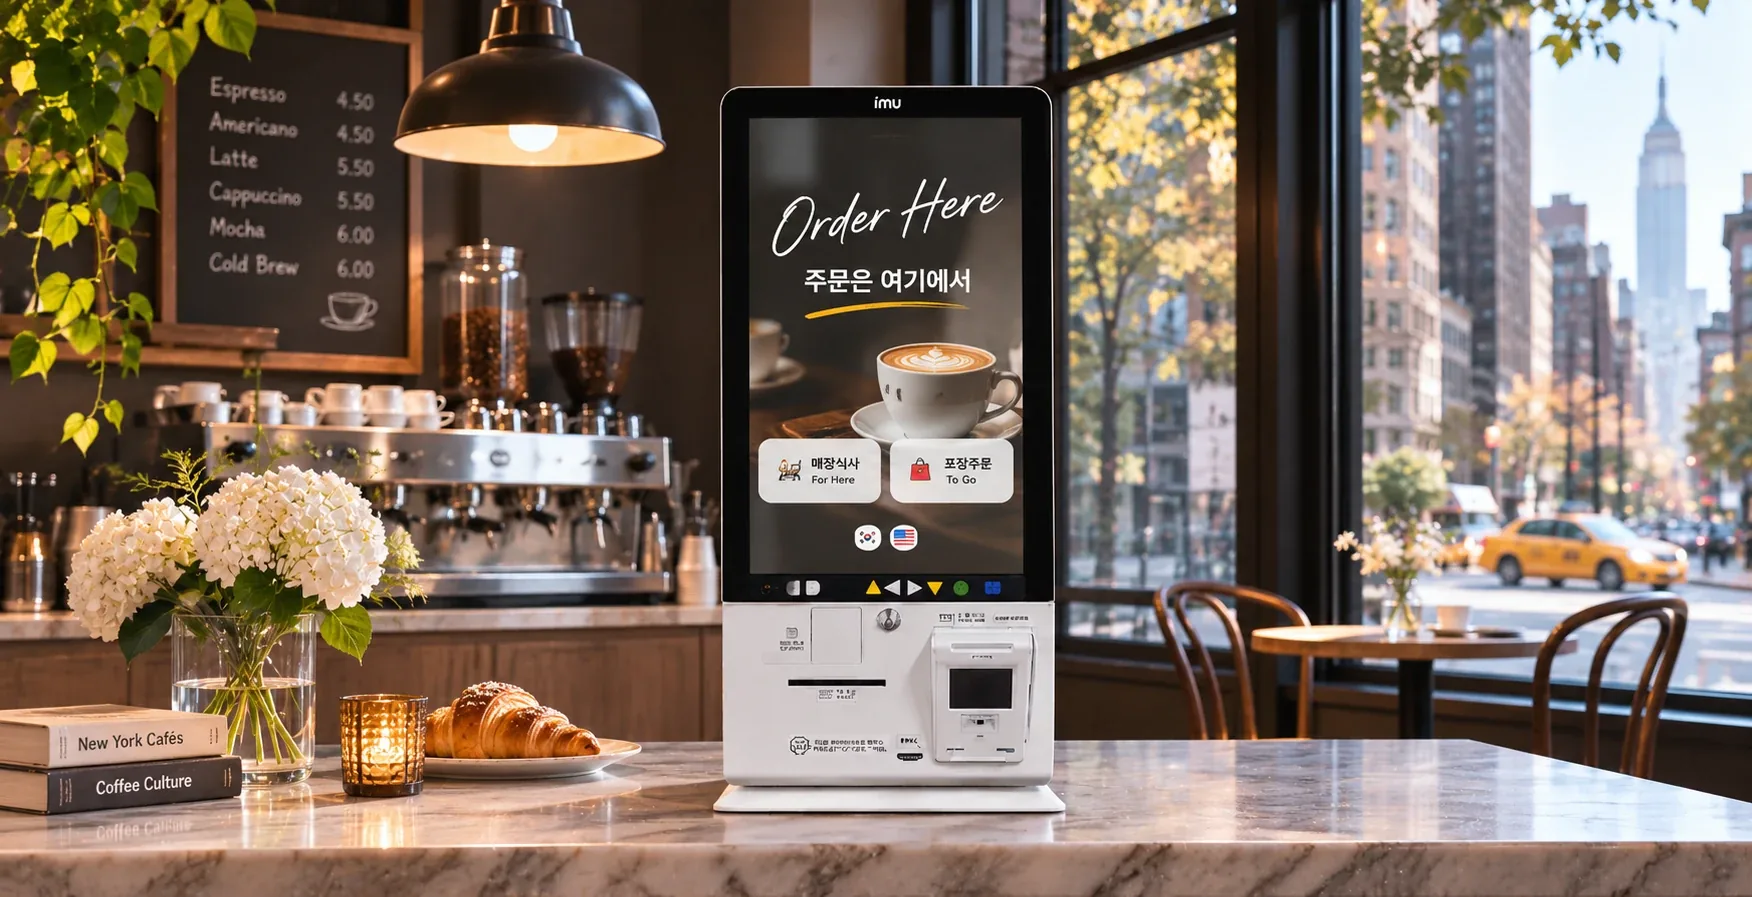 Espresso 4.50
Americano 4.50
Latte 5.50
Cappuccino 5.50
Mocha 6.00
Cold Brew 6.00
imu
Order Here
주문은 여기에서
매장식사
For Here
포장주문
To Go
New York Cafés
Coffee Culture